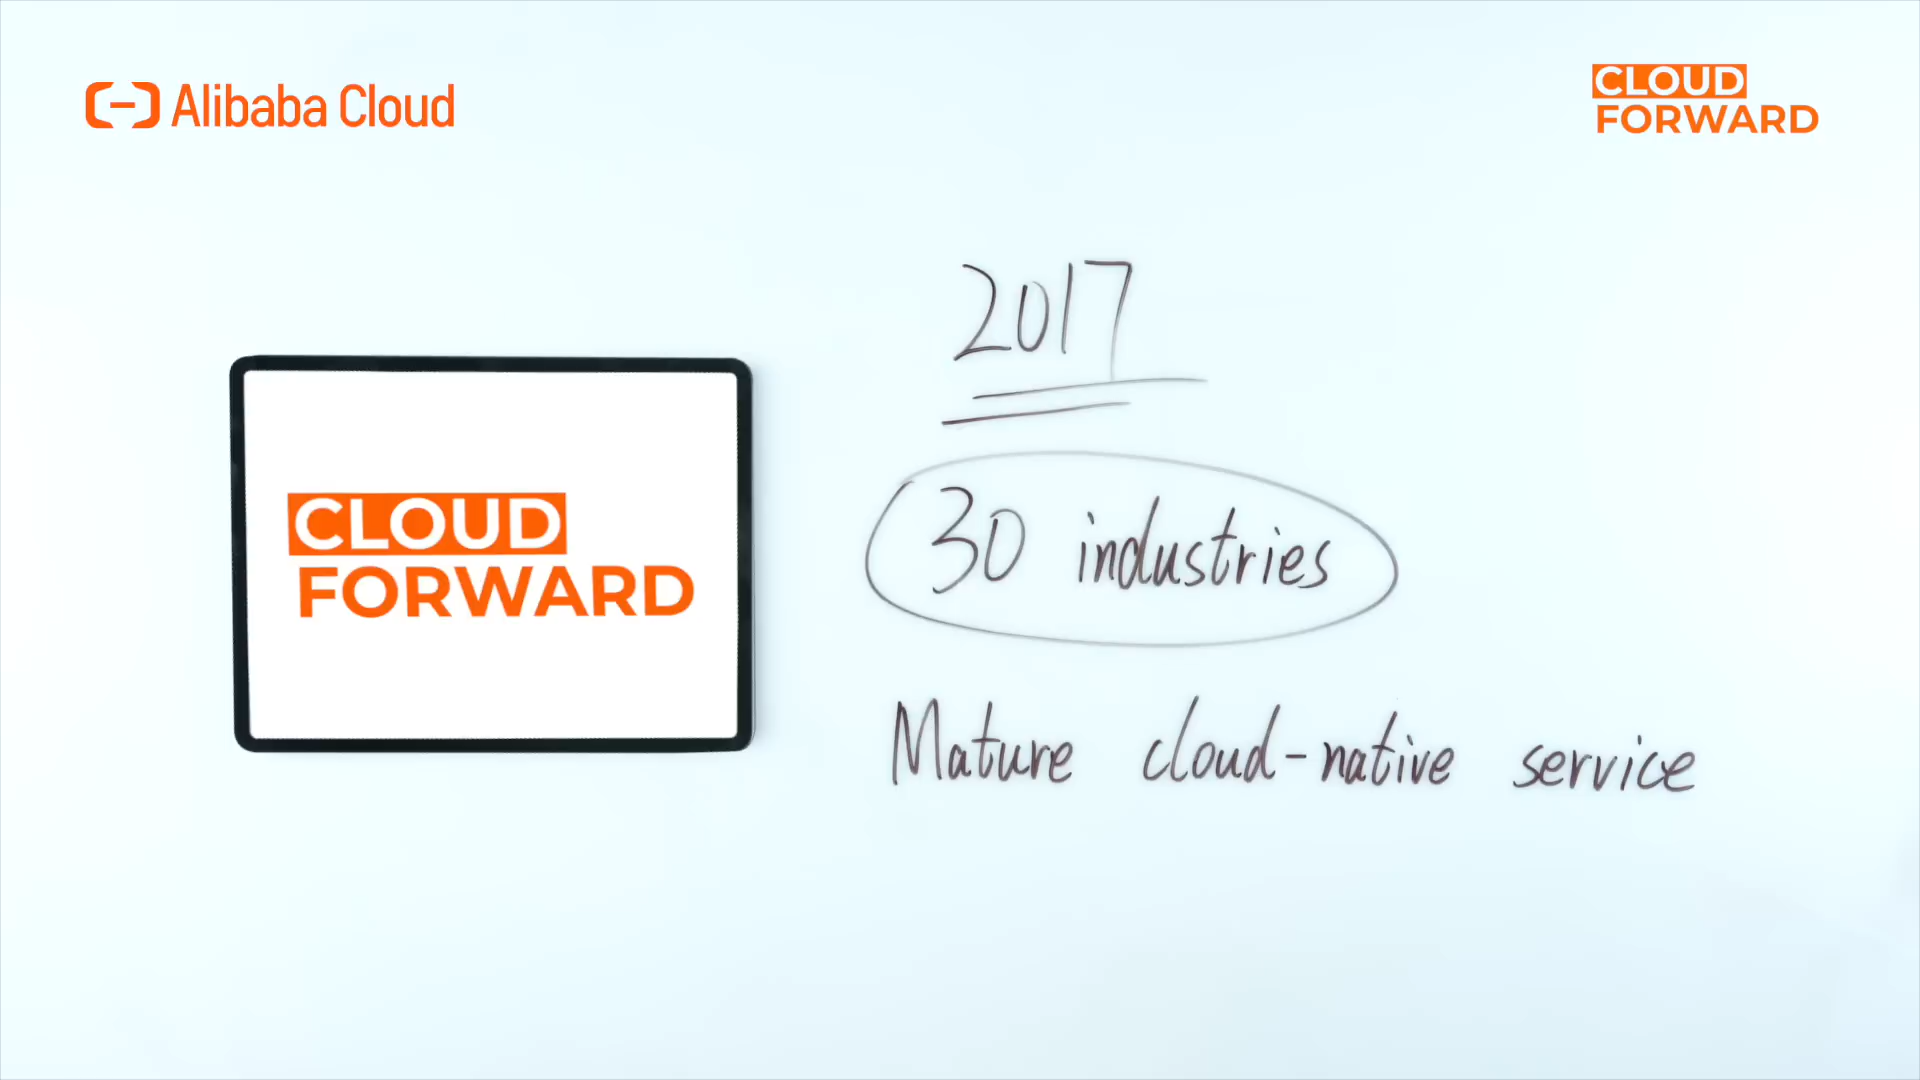 Alibaba Cloud
CLOUD
FORWARD
2017
CLOUD
FORWARD
30 industries
Mature cloud-native service